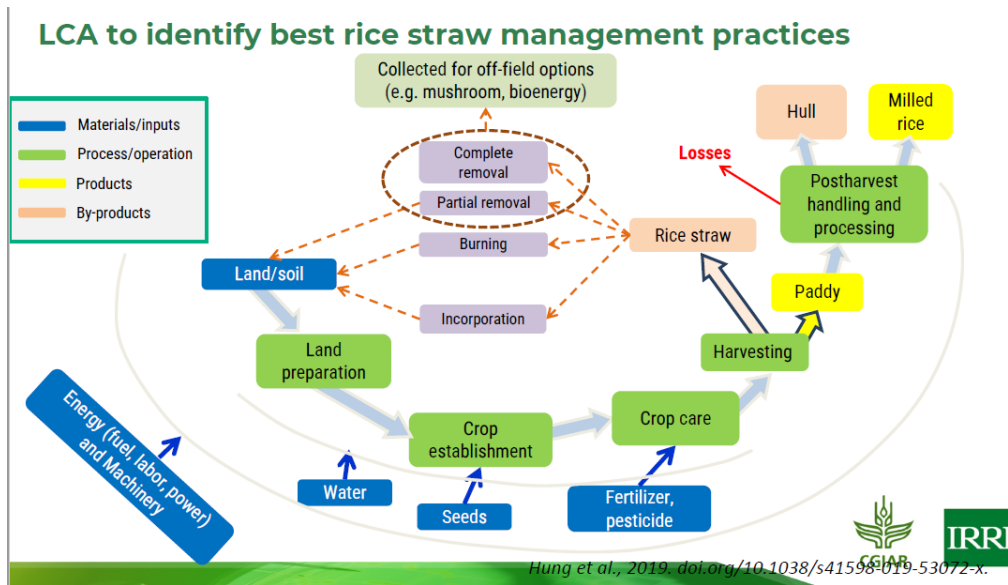 LCA to identify best rice straw management practices
Materials/inputs
Process/operation
Products
By-products
Collected for off-field options
(e.g. mushroom, bioenergy)
Complete
removal
Partial removal
Burning
Incorporation
Land/soil
Rice straw
Losses
Hull
Milled
rice
Postharvest
handling and
processing
Paddy
Harvesting
Land
preparation
Crop
establishment
Crop care
Energy (fuel, labor, power)
and Machinery
Water
Seeds
Fertilizer,
pesticide
CGIAR
IRRI
Hung et al., 2019. doi.org/10.1038/s41598-019-53072-x.